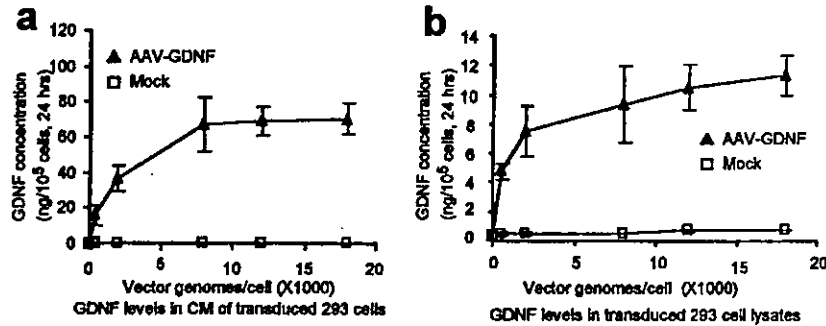 a
120
100
80
60
40
20
0
GDNF concentration
(ng/10⁵ cells, 24 hrs)
AAV-GDNF
Mock
0 5 10 15 20
Vector genomes/cell (X1000)
GDNF levels in CM of transduced 293 cells
b
14
12
10
8
6
4
2
0
GDNF concentration
(ng/10⁵ cells, 24 hrs)
AAV-GDNF
Mock
0 5 10 15 20
Vector genomes/cell (X1000)
GDNF levels in transduced 293 cell lysates